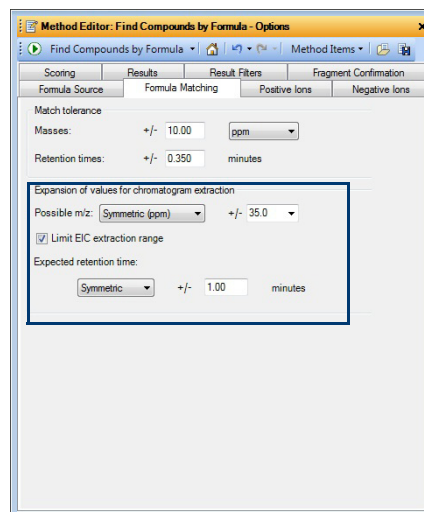 Method Editor: Find Compounds by Formula - Options
Find Compounds by Formula Method Items
Scoring Results Result Filters Fragment Confirmation
Formula Source Formula Matching Positive Ions Negative Ions
Match tolerance
Masses: +/- 10.00 ppm
Retention times: +/- 0.350 minutes
Expansion of values for chromatogram extraction
Possible m/z: Symmetric (ppm) +/- 35.0
Limit EIC extraction range
Expected retention time:
Symmetric +/- 1.00 minutes